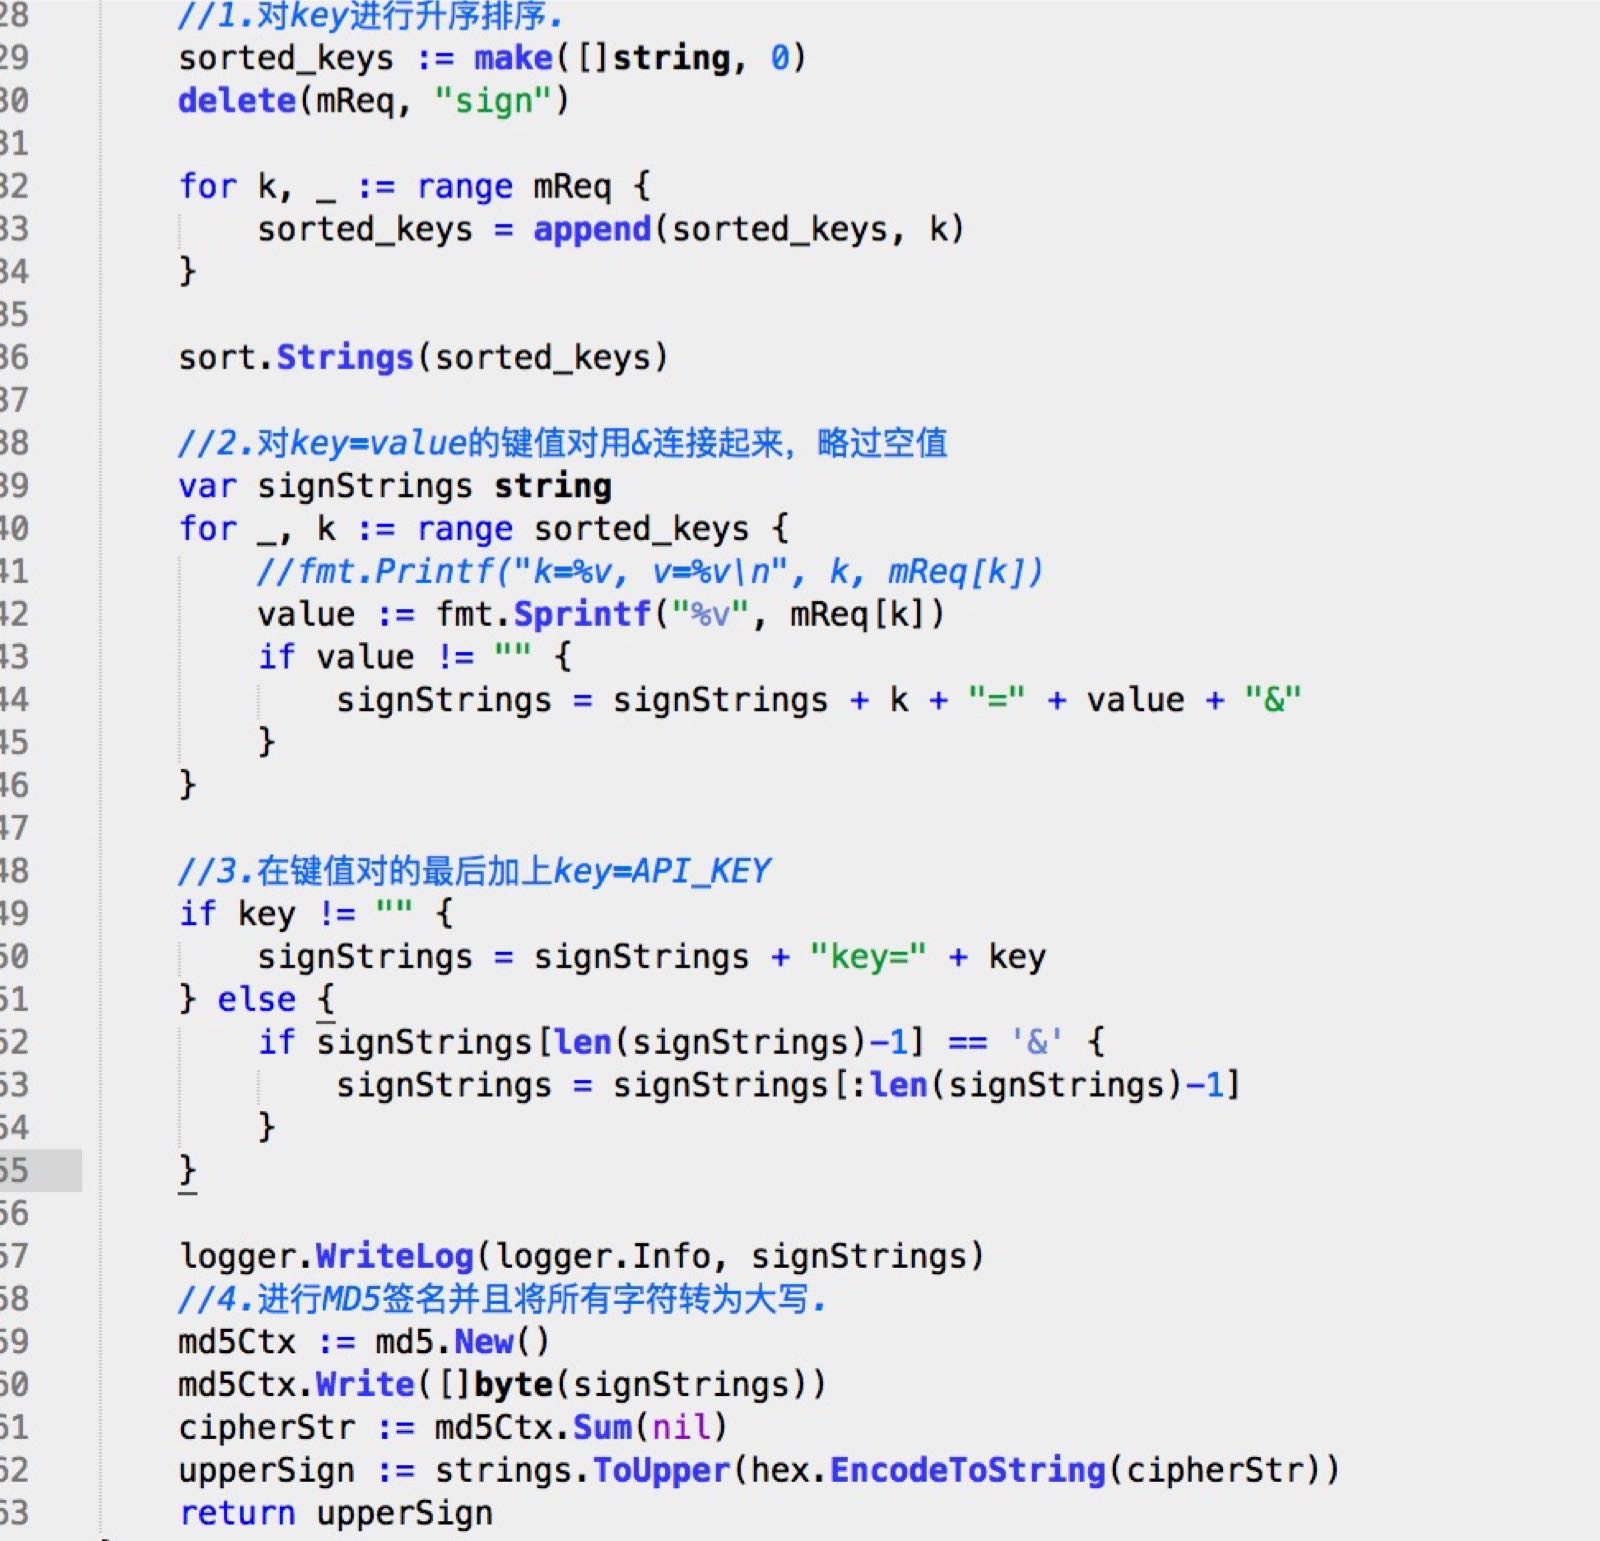 28 //1.对key进行升序排序.
29 sorted_keys := make([]string, 0)
30 delete(mReq, "sign")
31
32 for k, _ := range mReq {
33 sorted_keys = append(sorted_keys, k)
34 }
35
36 sort.Strings(sorted_keys)
37
38 //2.对key=value的键值对用&连接起来，略过空值
39 var signStrings string
40 for _, k := range sorted_keys {
41 //fmt.Printf("k=%v, v=%v\n", k, mReq[k])
42 value := fmt.Sprintf("%v", mReq[k])
43 if value != "" {
44 signStrings = signStrings + k + "=" + value + "&"
45 }
46 }
47
48 //3.在键值对的最后加上key=API_KEY
49 if key != "" {
50 signStrings = signStrings + "key=" + key
51 } else {
52 if signStrings[len(signStrings)-1] == '&' {
53 signStrings = signStrings[:len(signStrings)-1]
54 }
55 }
56
57 logger.WriteLog(logger.Info, signStrings)
58 //4.进行MD5签名并且将所有字符转为大写.
59 md5Ctx := md5.New()
60 md5Ctx.Write([]byte(signStrings))
61 cipherStr := md5Ctx.Sum(nil)
62 upperSign := strings.ToUpper(hex.EncodeToString(cipherStr))
63 return upperSign